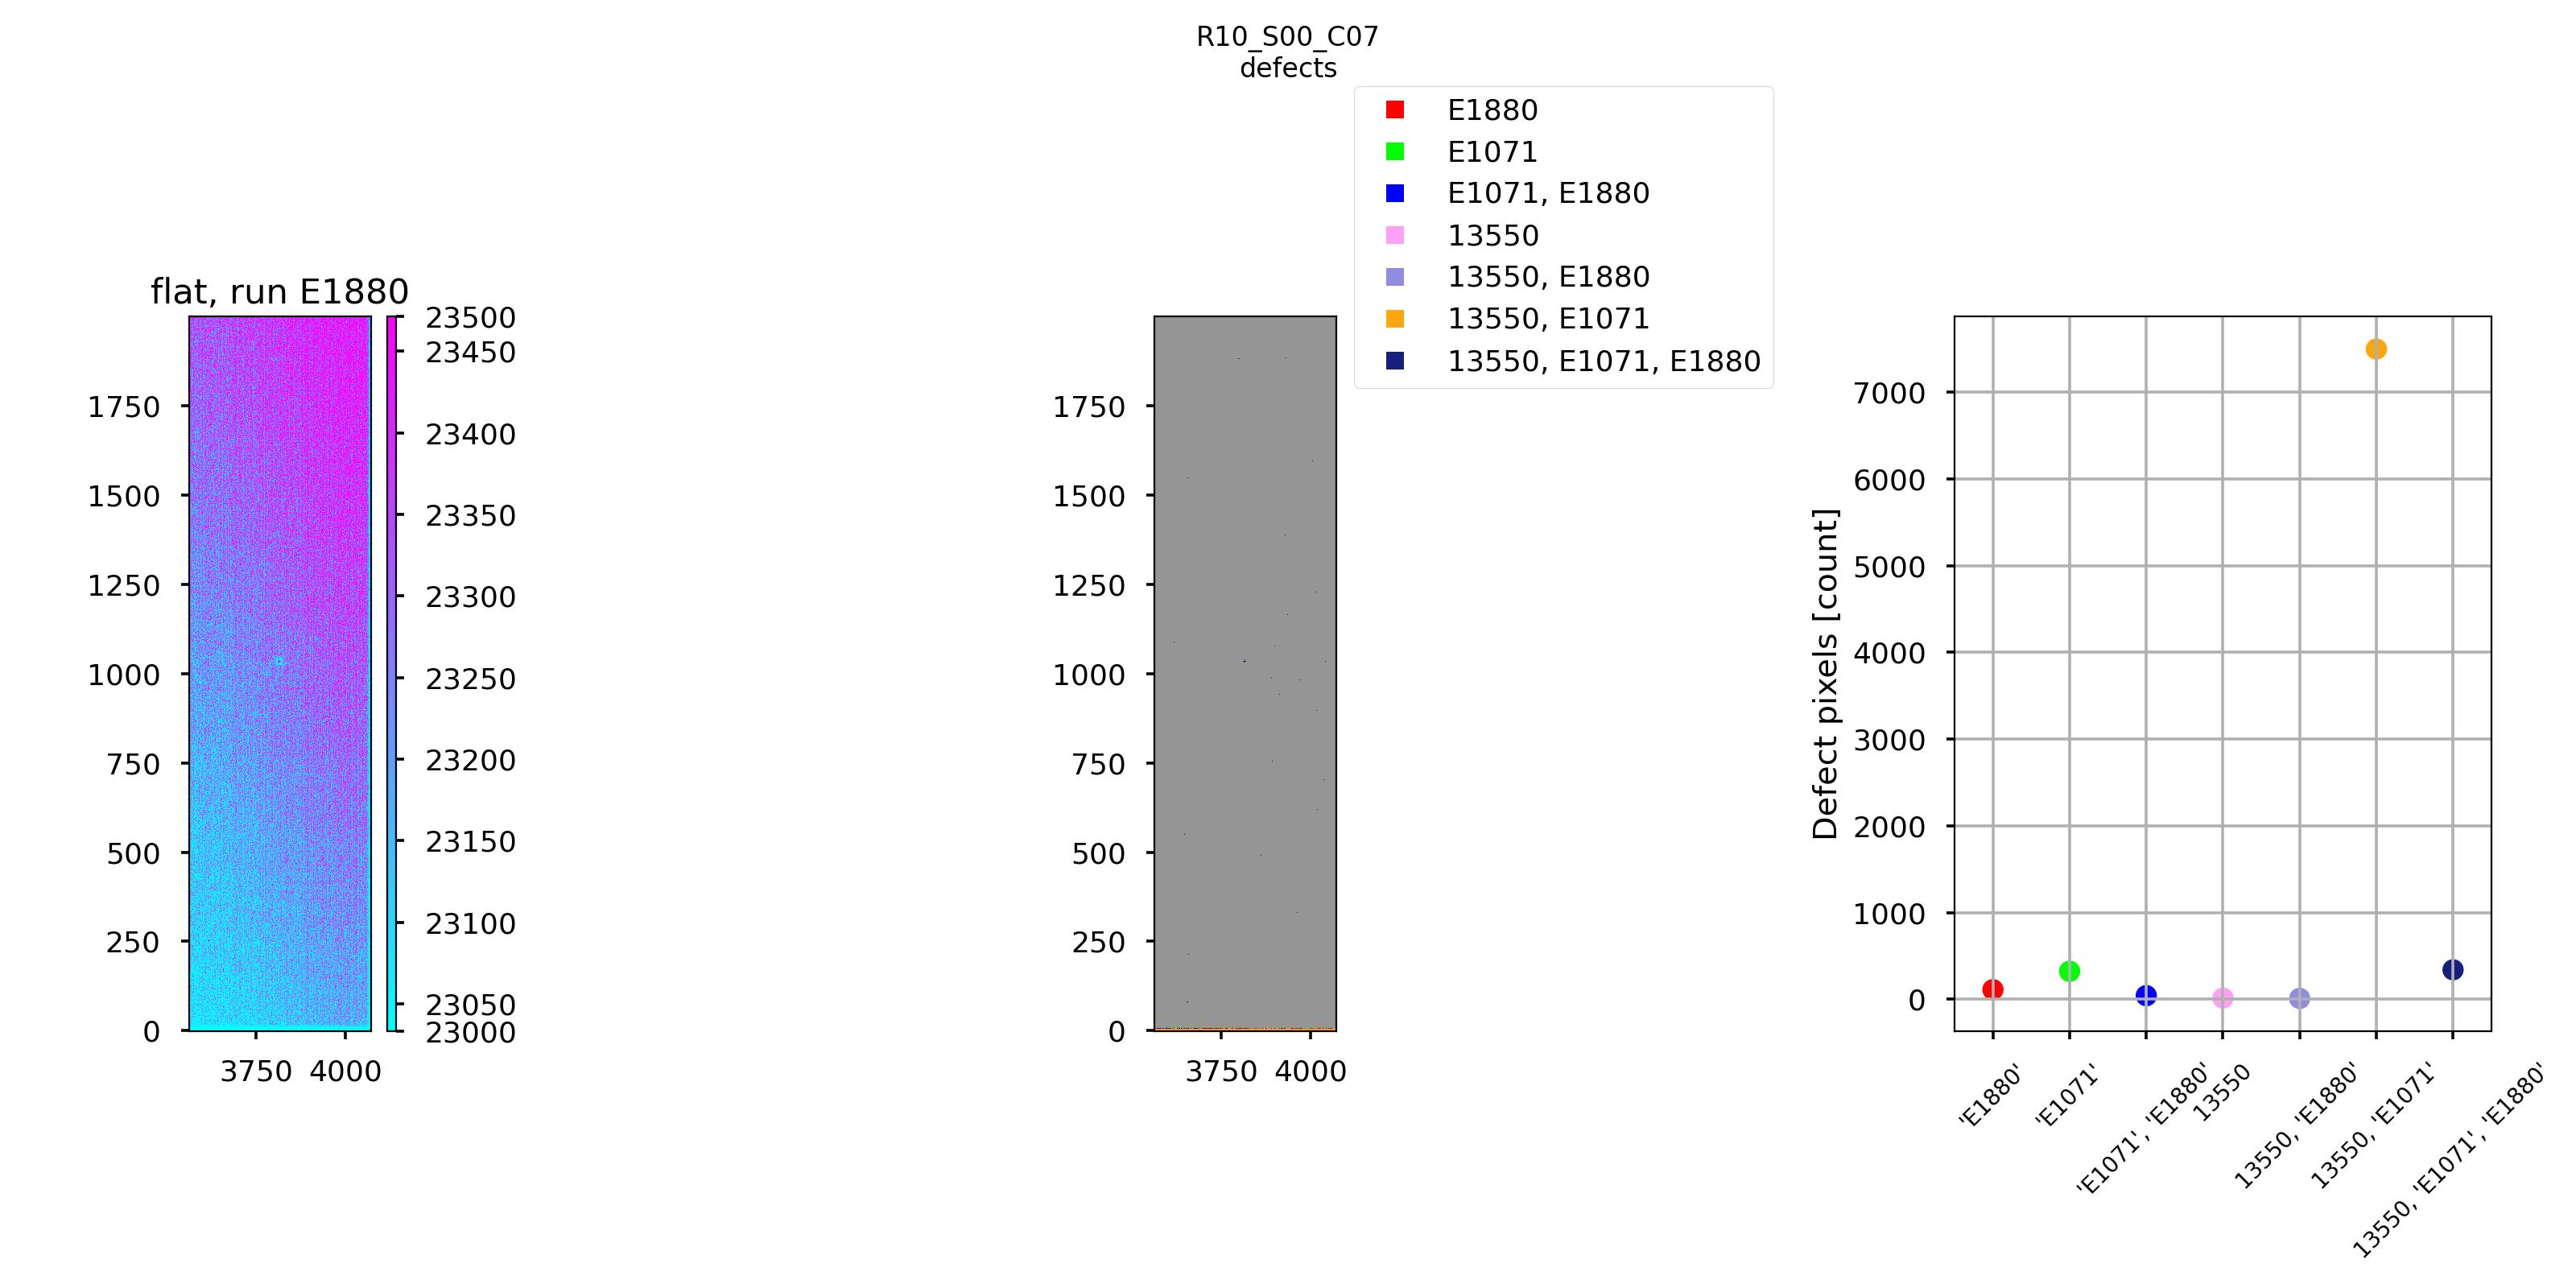 R10_S00_C07
defects
E1880
E1071
E1071, E1880
13550
13550, E1880
13550, E1071
13550, E1071, E1880
flat, run E1880
1750
1500
1250
1000
750
500
250
0
3750 4000
23500
23450
23400
23350
23300
23250
23200
23150
23100
23050
23000
1750
1500
1250
1000
750
500
250
0
3750 4000
Defect pixels [count]
7000
6000
5000
4000
3000
2000
1000
0
'E1880'
'E1071'
'E1071', 'E1880'
13550
13550, 'E1880'
13550, 'E1071'
13550, 'E1071', 'E1880'